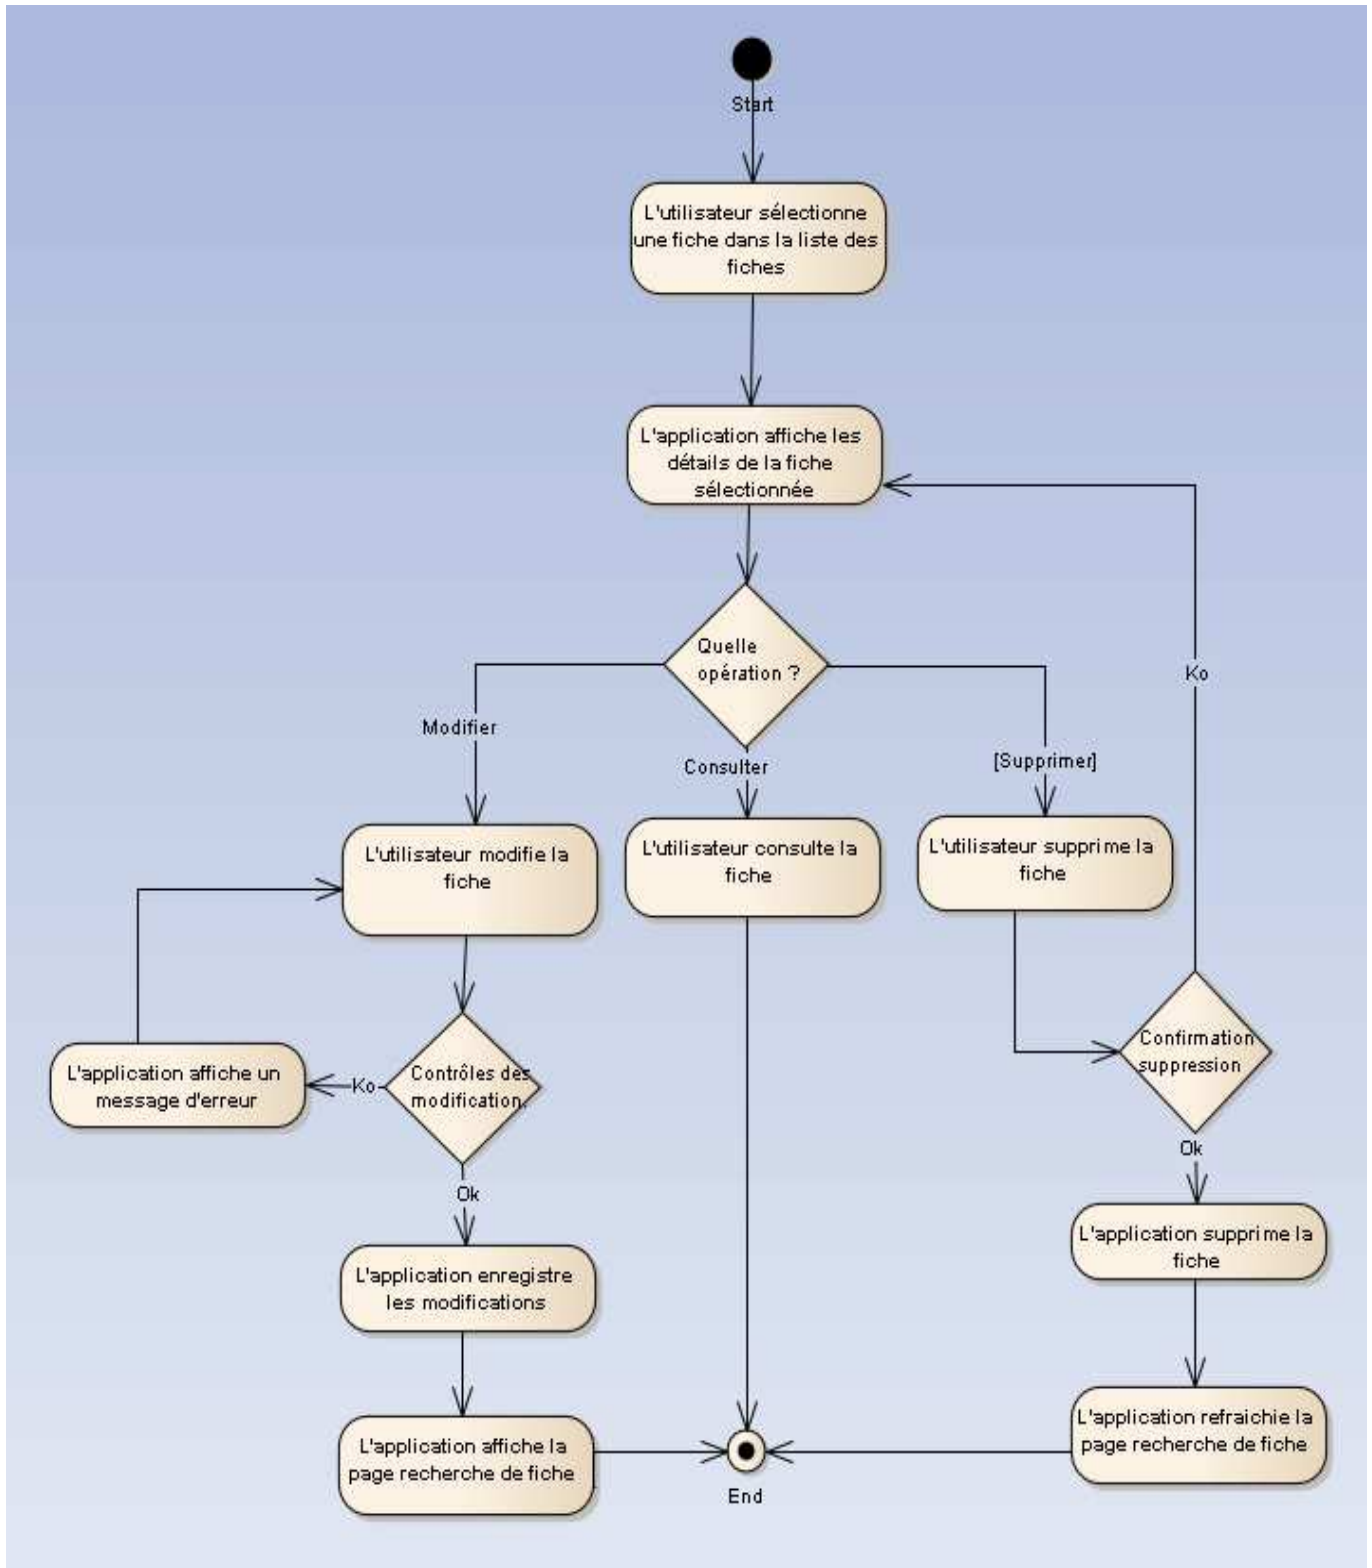 Start
L'utilisateur sélectionne
une fiche dans la liste des
fiches
L'application affiche les
détails de la fiche
sélectionnée
Quelle
opération ?
Ko
Modifier
Consulter
[Supprimer]
L'utilisateur modifie la
fiche
L'utilisateur consulte la
fiche
L'utilisateur supprime la
fiche
L'application affiche un
message d'erreur
Ko
Contrôles des
modification.
Confirmation
suppression
Ok
Ok
L'application enregistre
les modifications
L'application supprime la
fiche
L'application affiche la
page recherche de fiche
L'application refraichie la
page recherche de fiche
End